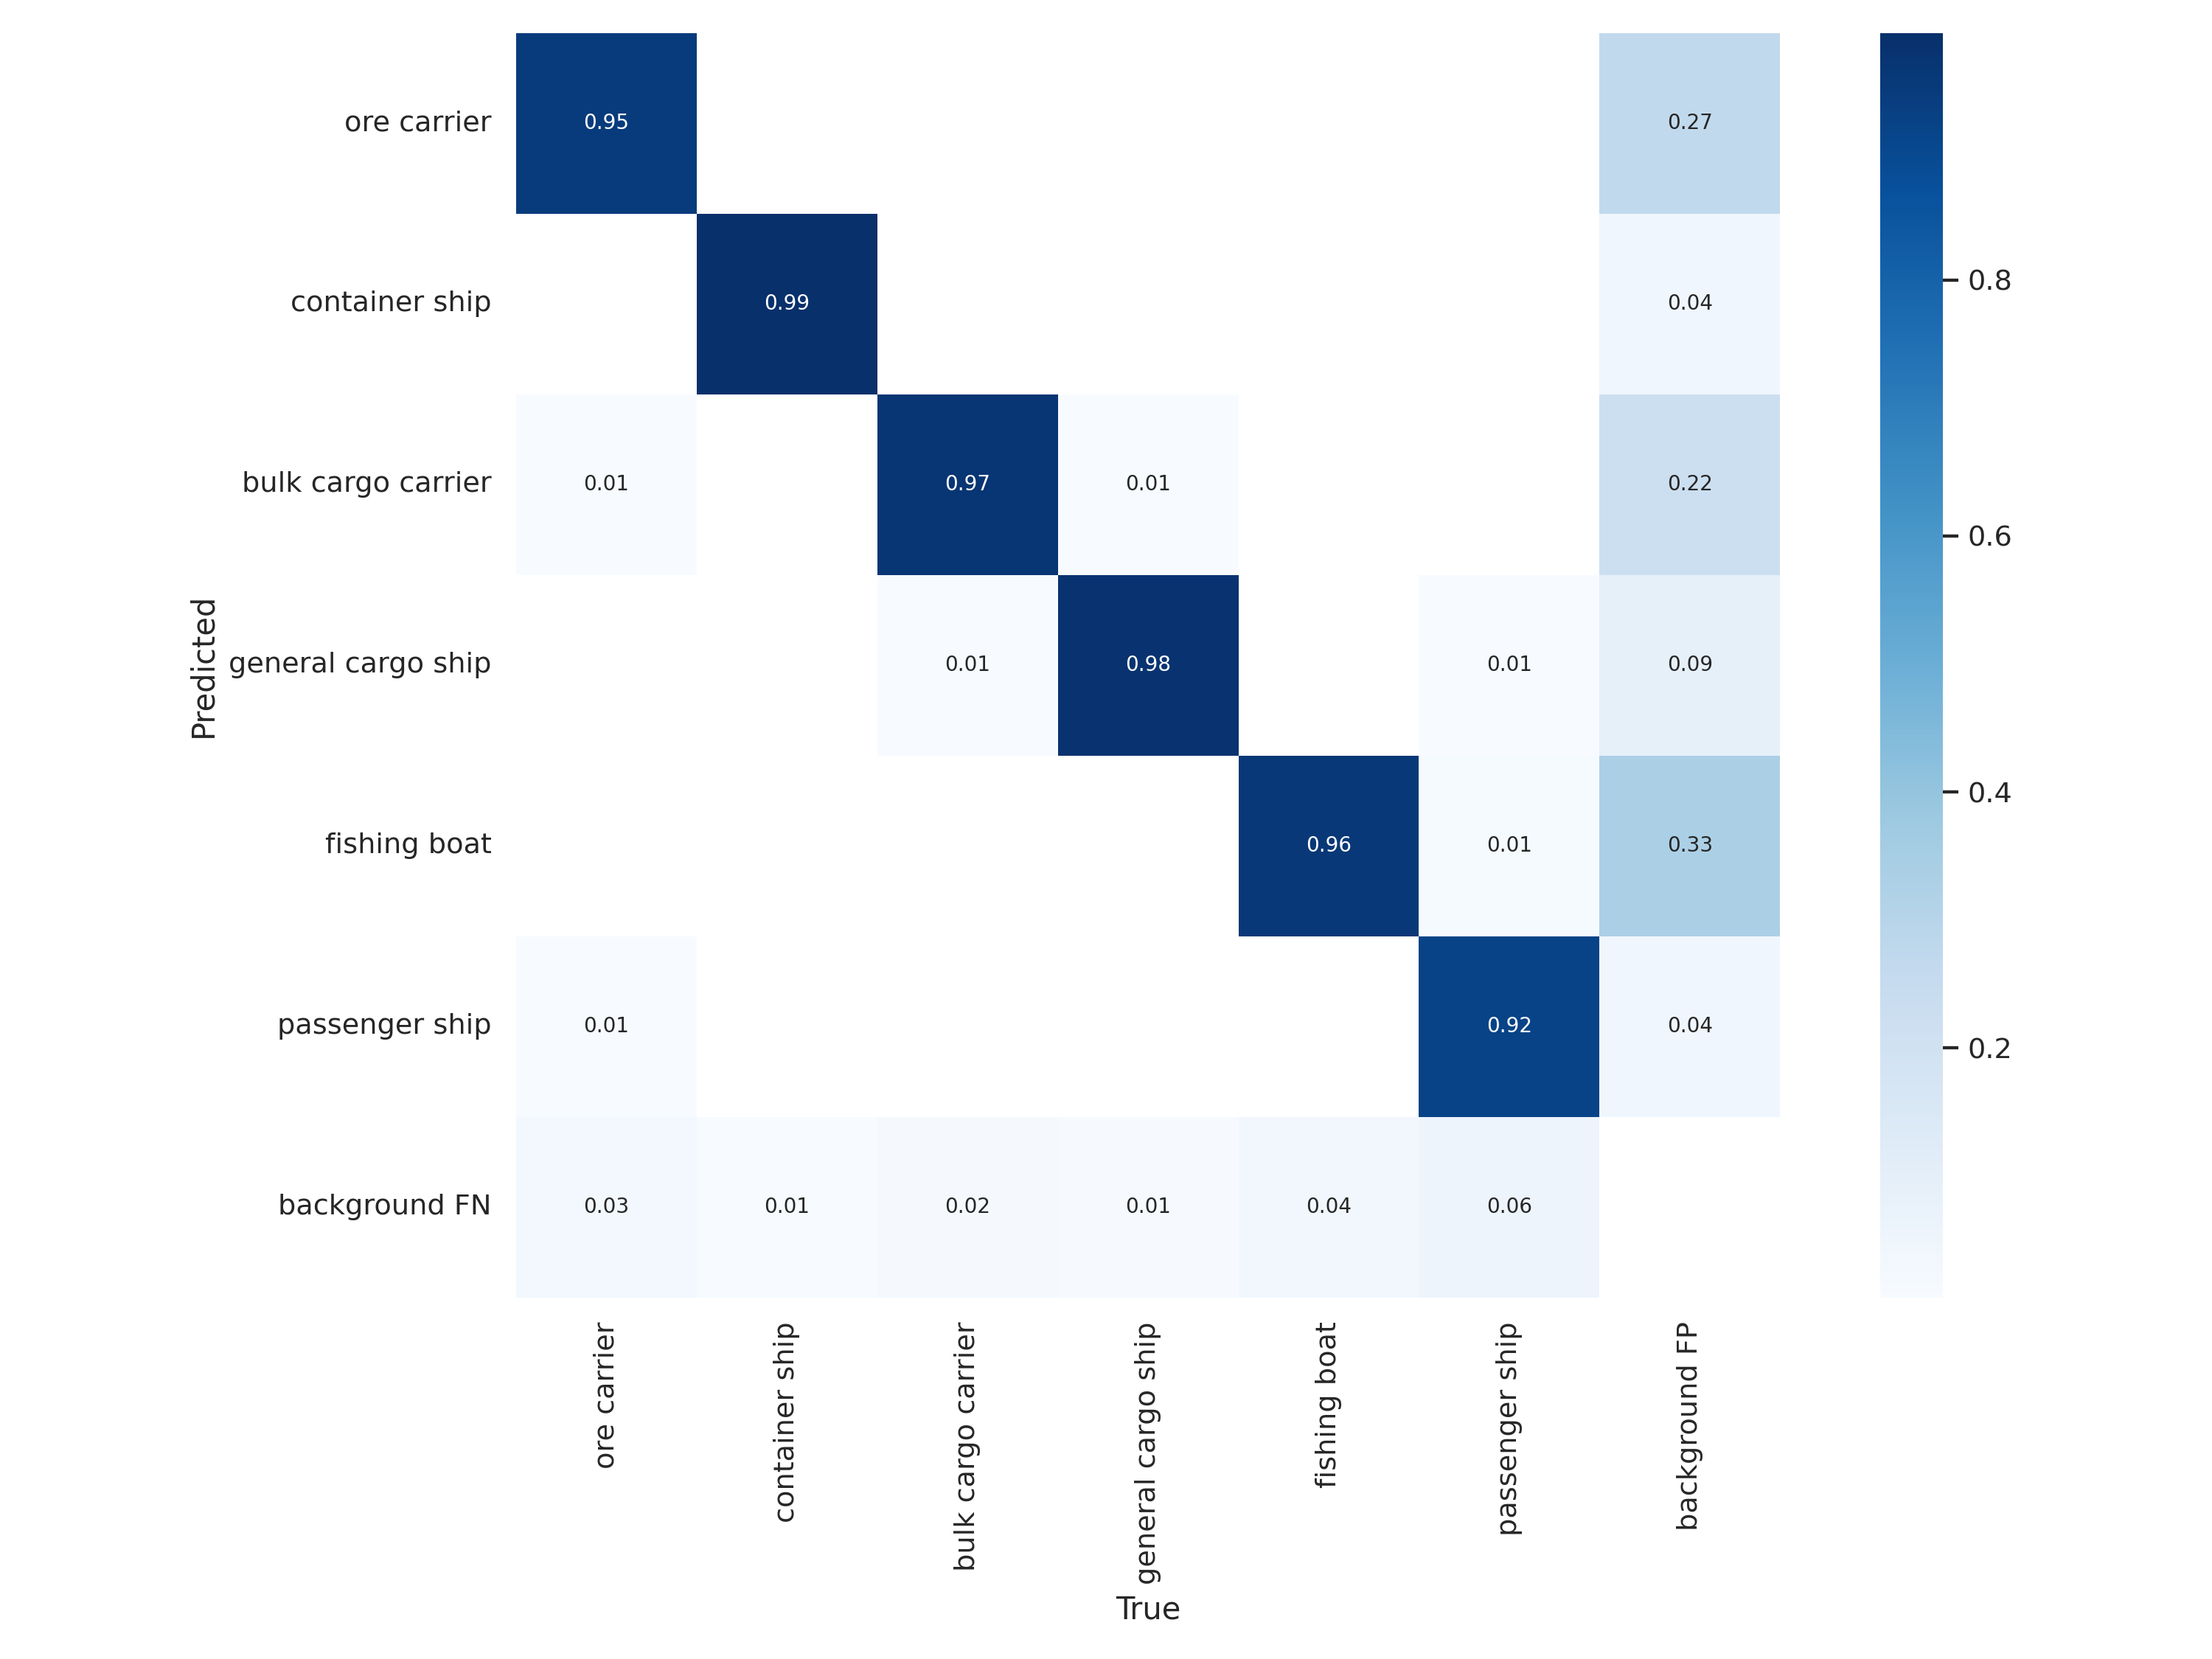 ore carrier 0.95 0.27
container ship 0.99 0.04
0.8
bulk cargo carrier 0.01 0.97 0.01 0.22
0.6
Predicted
general cargo ship 0.01 0.98 0.01 0.09
0.4
fishing boat 0.96 0.01 0.33
passenger ship 0.01 0.92 0.04
0.2
background FN 0.03 0.01 0.02 0.01 0.04 0.06
ore carrier
container ship
bulk cargo carrier
general cargo ship
fishing boat
passenger ship
background FP
True